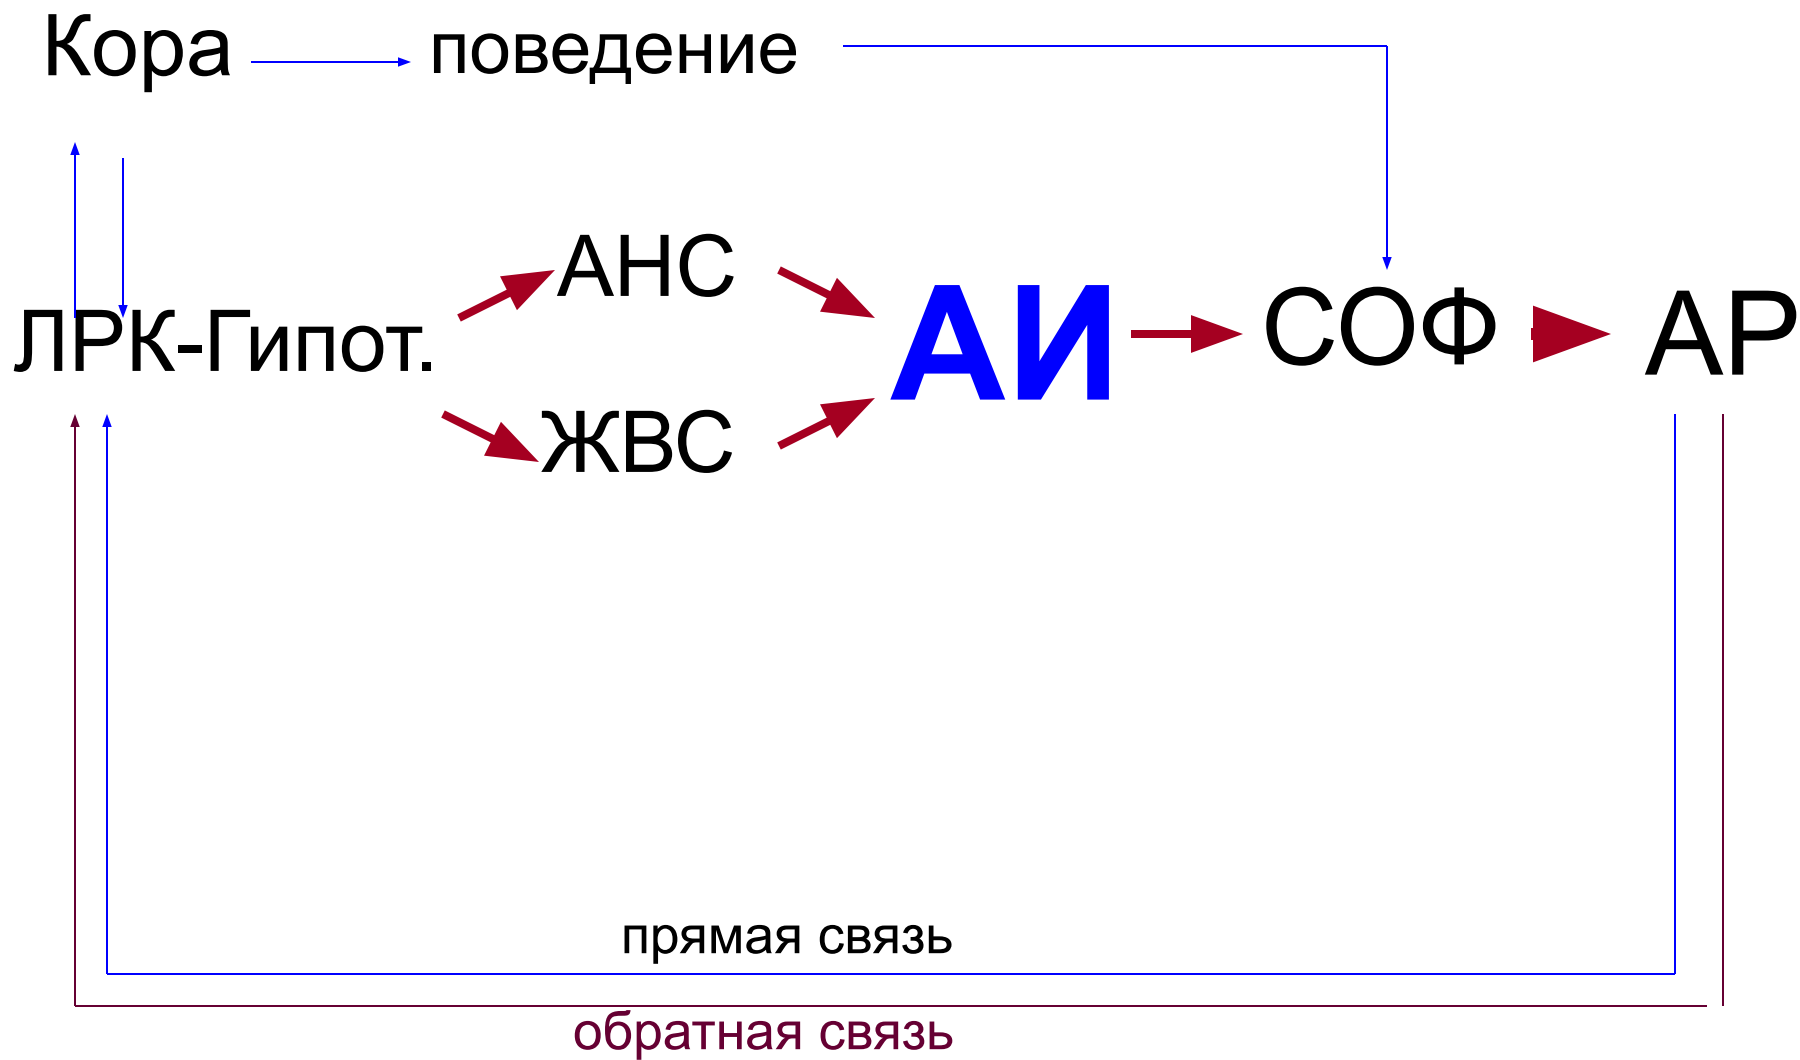 Кора
поведение
АНС
ЛРК-Гипот.
ЖВС
АИ
СОФ
АР
прямая связь
обратная связь